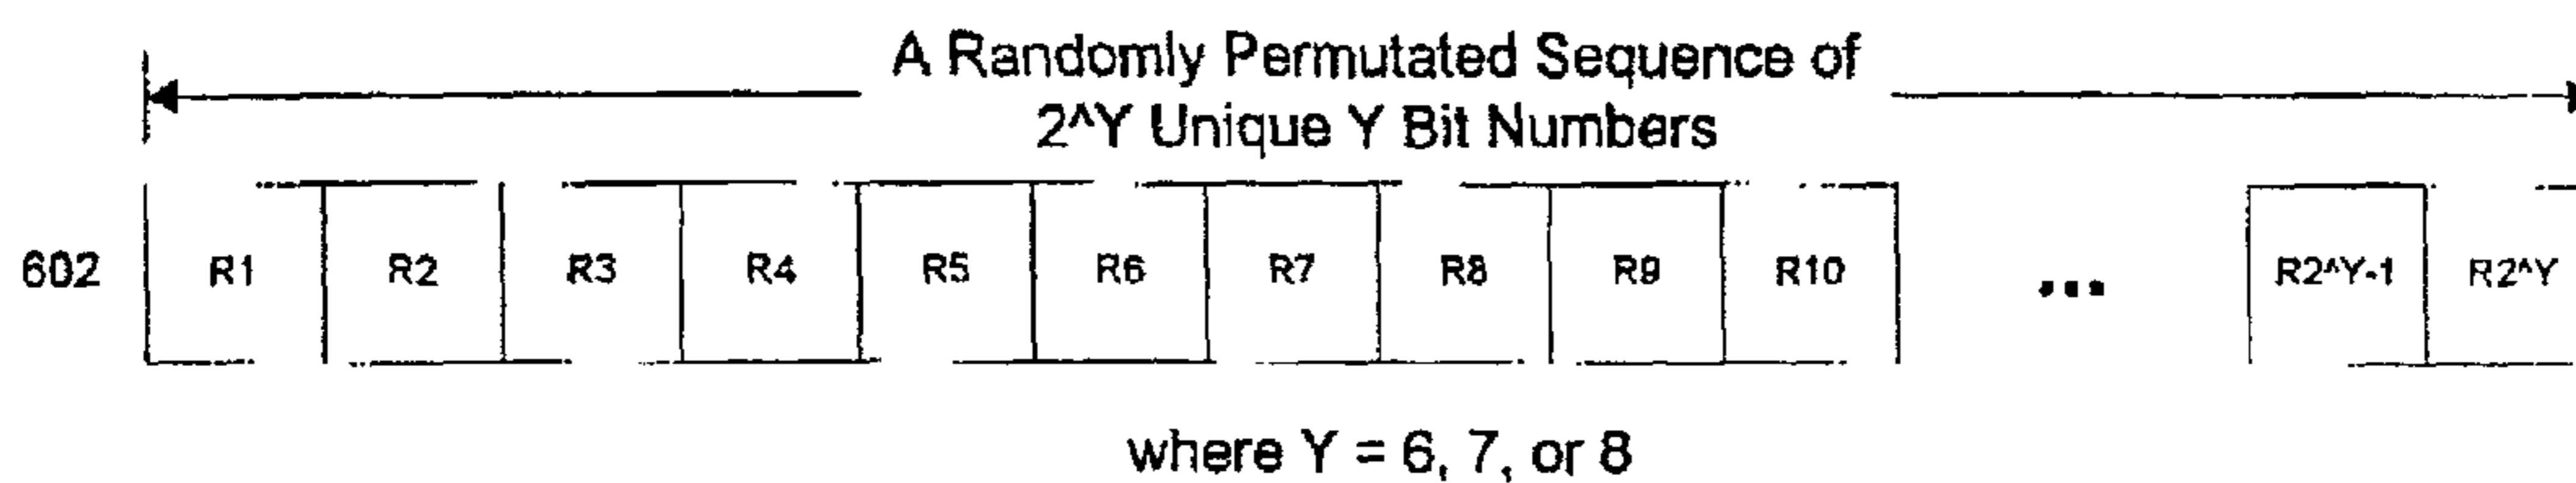 A Randomly Permutated Sequence of
2^Y Unique Y Bit Numbers
602 R1 R2 R3 R4 R5 R6 R7 R8 R9 R10 ... R2^Y-1 R2^Y
where Y = 6, 7, or 8